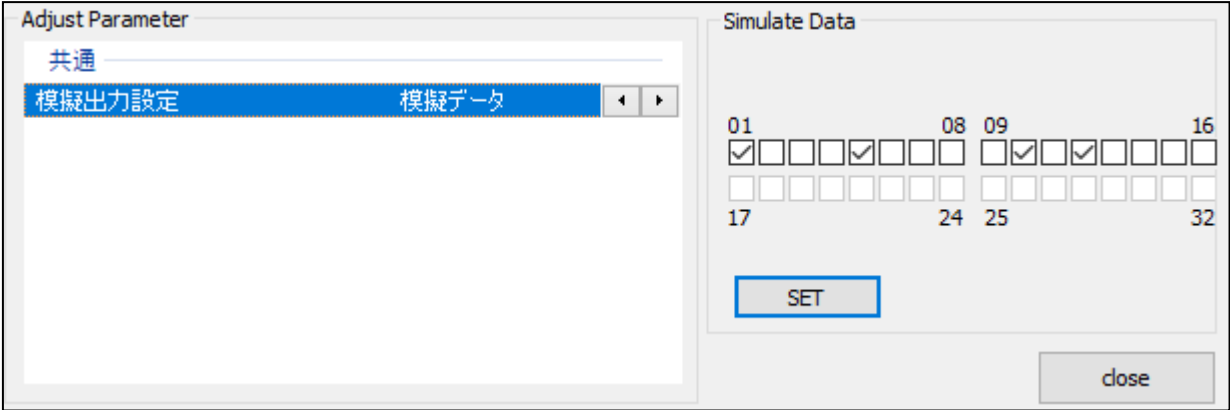 Adjust Parameter
共通
模擬出力設定 模擬データ
Simulate Data
01 08 09 16
17 24 25 32
SET
close